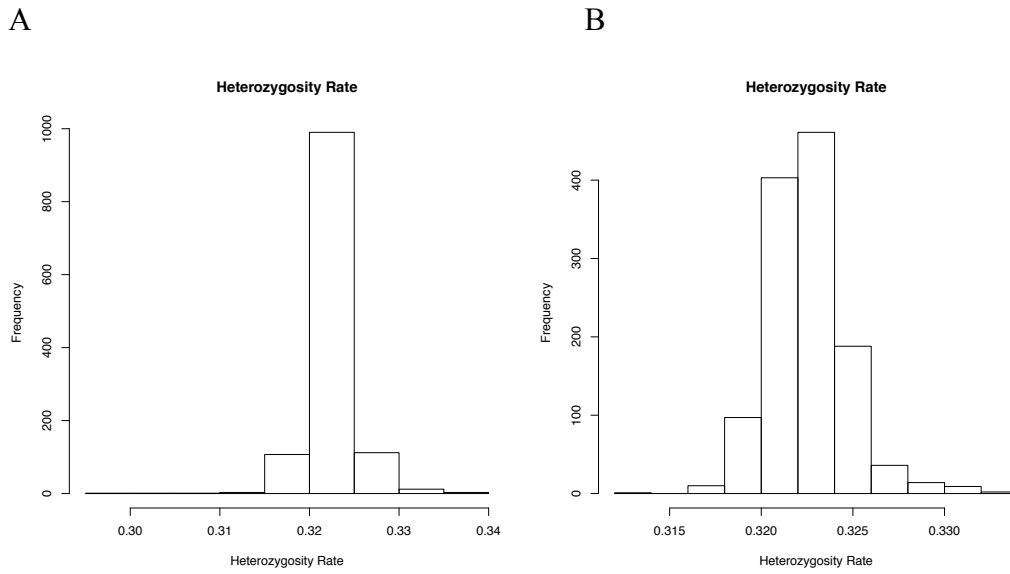 A
B
Heterozygosity Rate
Frequency
0
200
400
600
800
1000
0.30
0.31
0.32
0.33
0.34
Heterozygosity Rate
Heterozygosity Rate
Frequency
0
100
200
300
400
0.315
0.320
0.325
0.330
Heterozygosity Rate